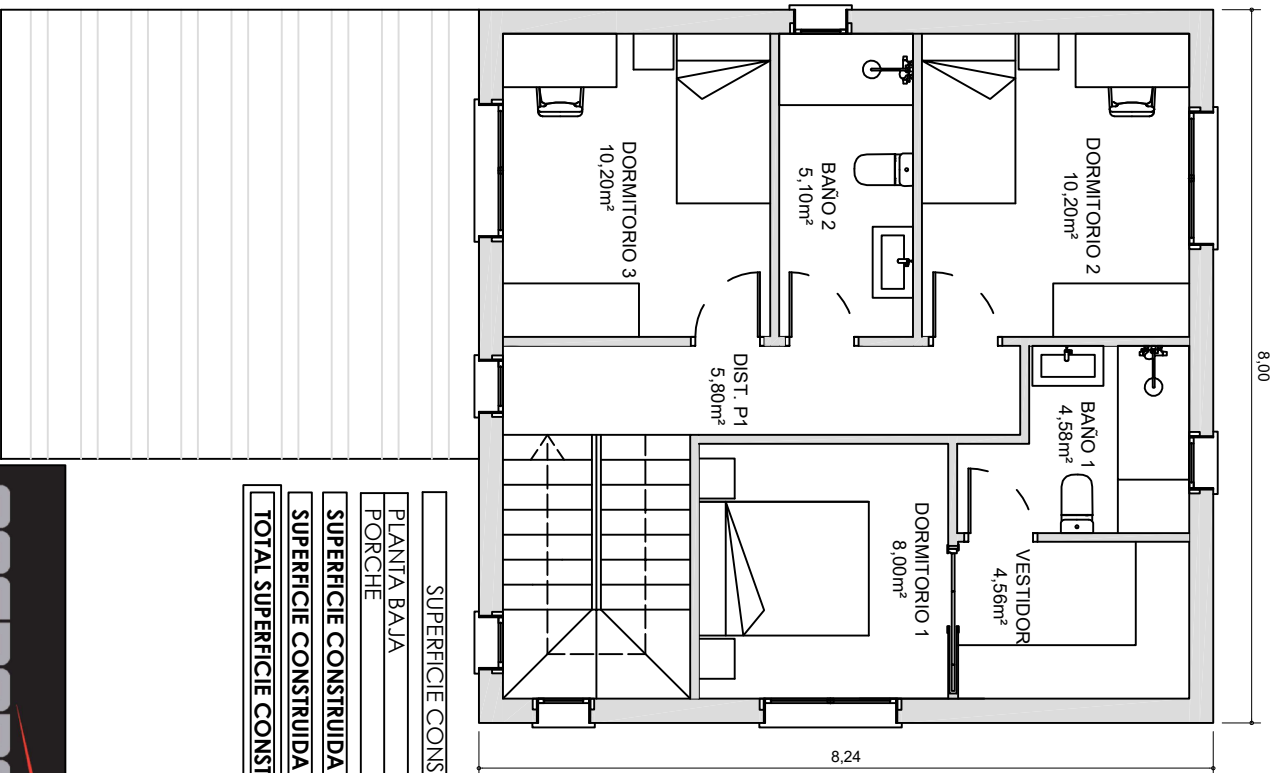 8,00
DORMITORIO 2
10,20m²
BAÑO 2
5,10m²
DORMITORIO 3
10,20m²
BAÑO 1
4,58m²
DIST. P1
5,80m²
VESTIDOR
4,56m²
DORMITORIO 1
8,00m²
8,24
SUPERFICIE CONS
PLANTA BAJA
PORCHE
SUPERFICIE CONSTRUIDA
SUPERFICIE CONSTRUIDA
TOTAL SUPERFICIE CONST